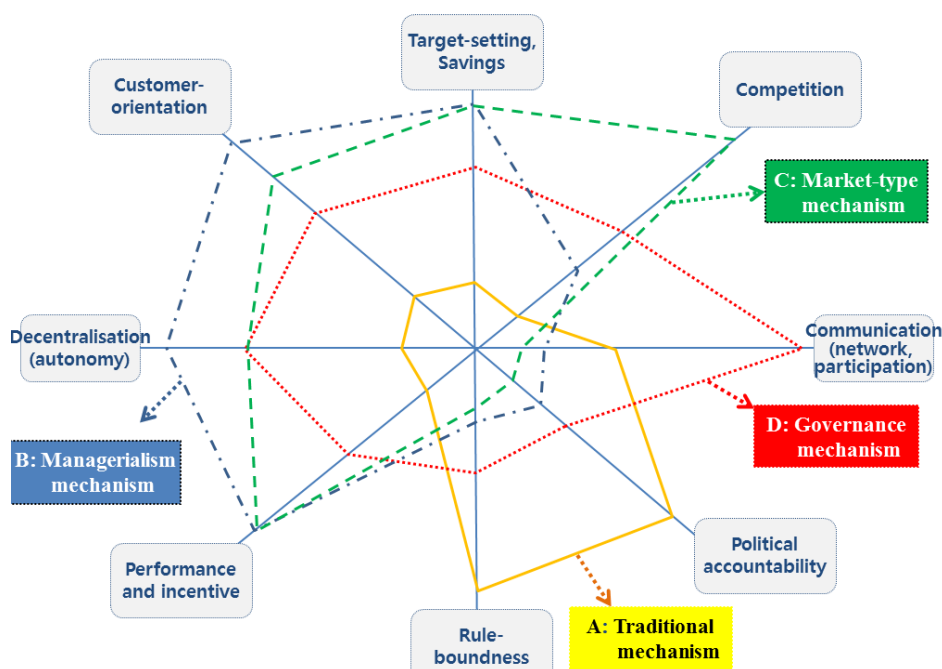 Target-setting,
Savings
Customer-
orientation
Competition
C: Market-type
mechanism
Decentralisation
(autonomy)
Communication
(network,
participation)
D: Governance
mechanism
B: Managerialism
mechanism
Performance
and incentive
Political
accountability
Rule-
boundness
A: Traditional
mechanism